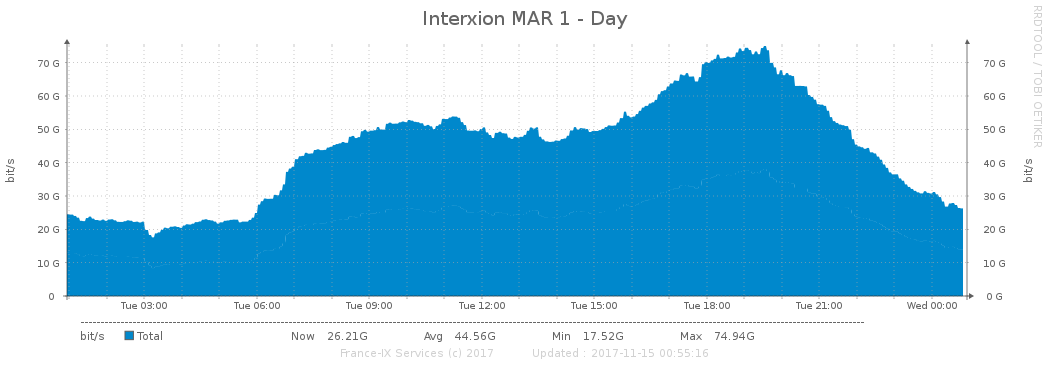 Interxion MAR 1 - Day
RRDTOOL / TOBI OETIKER
bit/s
70 G 70 G
60 G 60 G
50 G 50 G
40 G 40 G
30 G 30 G
20 G 20 G
10 G 10 G
0 0 G
bit/s
Tue 03:00 Tue 06:00 Tue 09:00 Tue 12:00 Tue 15:00 Tue 18:00 Tue 21:00 Wed 00:00
bit/s Total Now 26.21G Avg 44.56G Min 17.52G Max 74.94G
France-IX Services (c) 2017 Updated : 2017-11-15 00:55:16